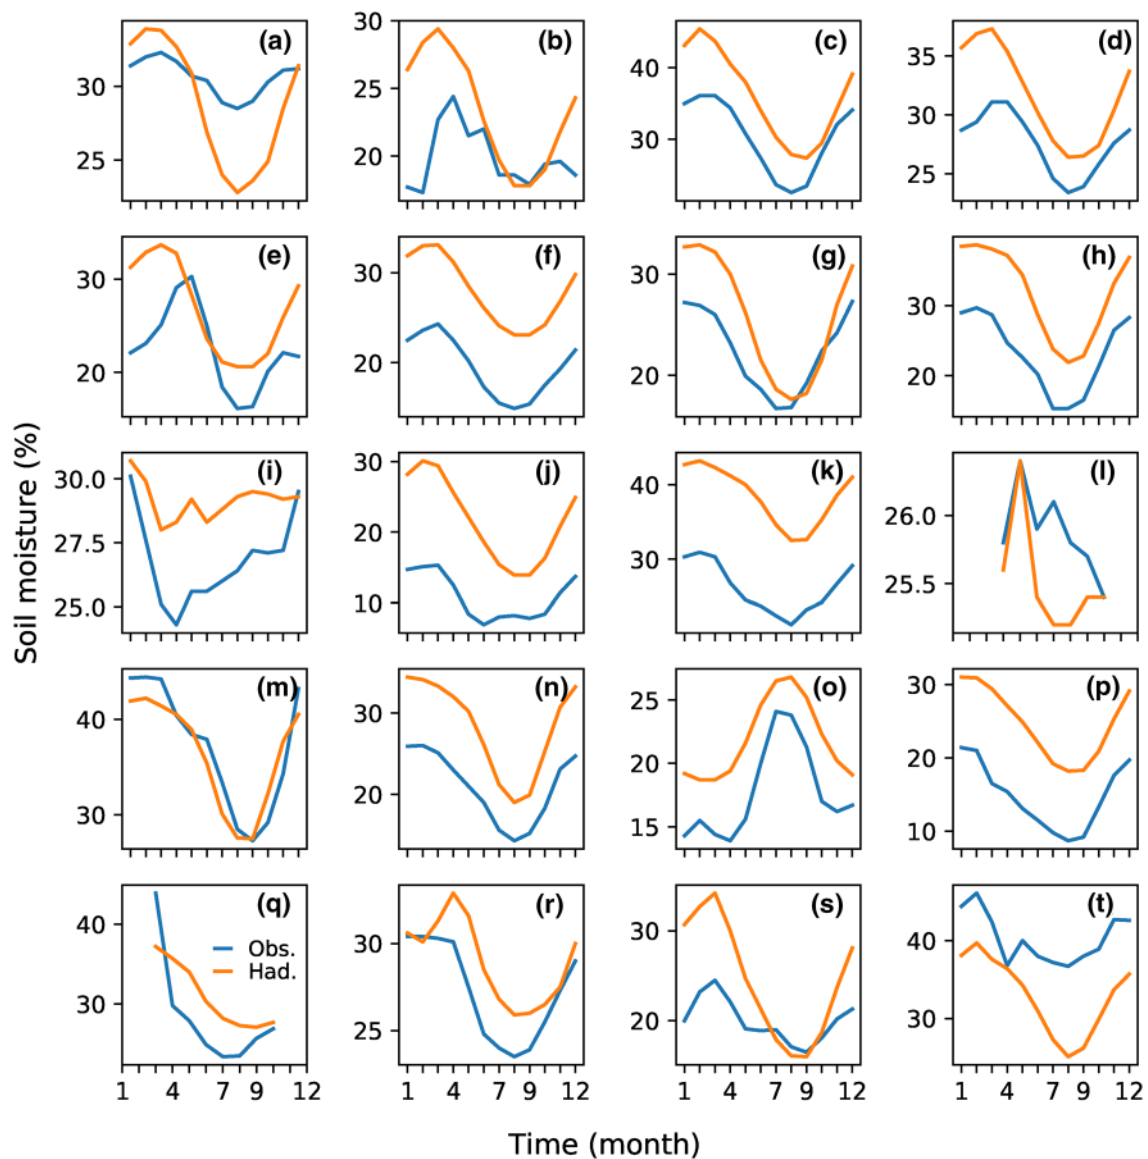 (a)
30
25
(b)
30
25
20
(c)
40
30
(d)
35
30
25
(e)
30
20
(f)
30
20
(g)
30
20
(h)
30
20
Soil moisture (%)
(i)
30.0
27.5
25.0
(j)
30
20
10
(k)
40
30
(l)
26.0
25.5
(m)
40
30
(n)
30
20
(o)
25
20
15
(p)
30
20
10
(q)
40
30
Obs.
Had.
(r)
30
25
(s)
30
20
(t)
40
30
1 4 7 9 12 1 4 7 9 12 1 4 7 9 12 1 4 7 9 12
Time (month)